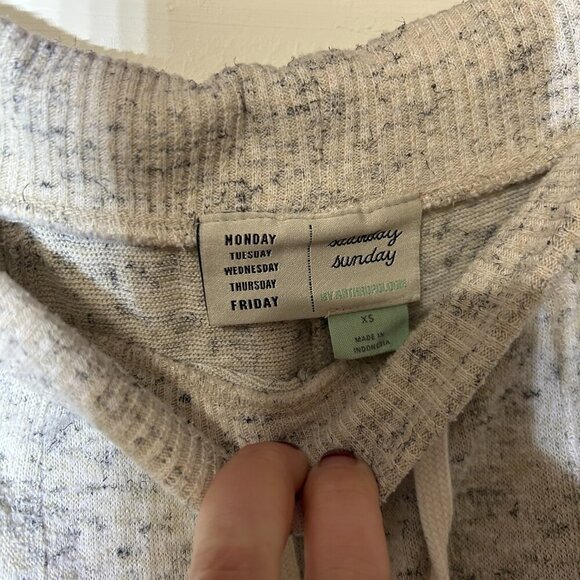 MONDAY
TUESDAY
WEDNESDAY
THURSDAY
FRIDAY
saturday
sunday
BY ANTHROPOLOGIE
XS
MADE IN
INDONESIA